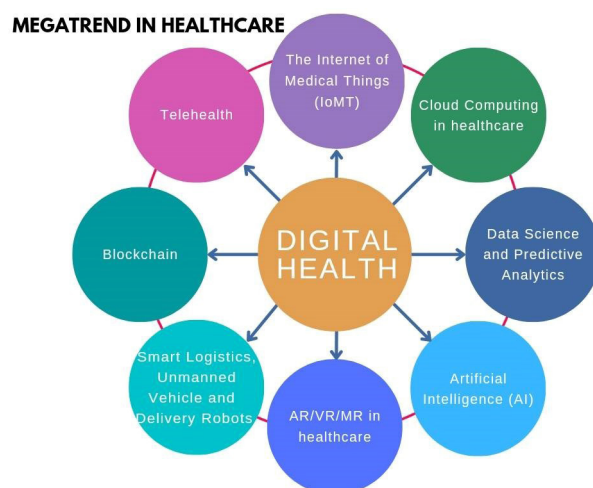 MEGATREND IN HEALTHCARE
The Internet of
Medical Things
(IoMT)
Telehealth
Cloud Computing
in healthcare
DIGITAL
HEALTH
Blockchain
Data Science
and Predictive
Analytics
Smart Logistics,
Unmanned
Vehicle and
Delivery Robots
Artificial
Intelligence (AI)
AR/VR/MR in
healthcare